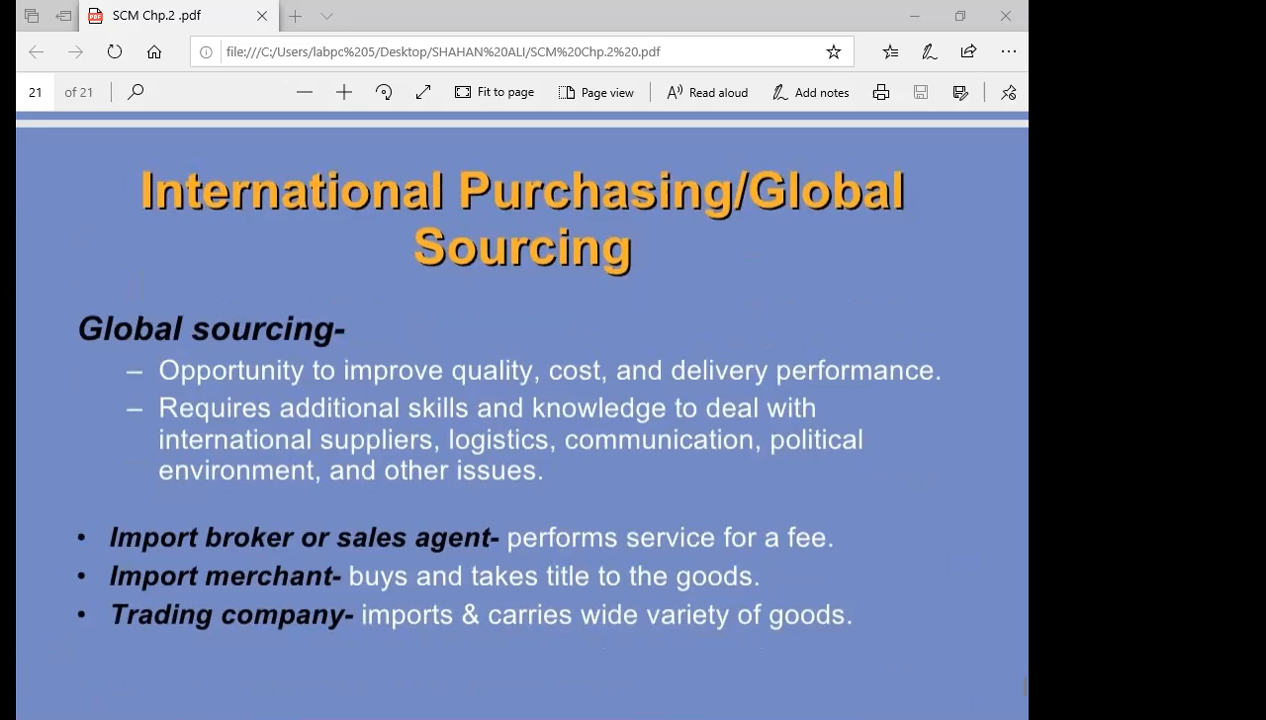 SCM Chp.2 .pdf
file:///C:/Users/labpc%205/Desktop/SHAHAN%20ALI/SCM%20Chp.2%20.pdf
21 of 21 Fit to page Page view Read aloud Add notes
International Purchasing/Global
Sourcing
Global sourcing-
– Opportunity to improve quality, cost, and delivery performance.
– Requires additional skills and knowledge to deal with
international suppliers, logistics, communication, political
environment, and other issues.
• Import broker or sales agent- performs service for a fee.
• Import merchant- buys and takes title to the goods.
• Trading company- imports & carries wide variety of goods.